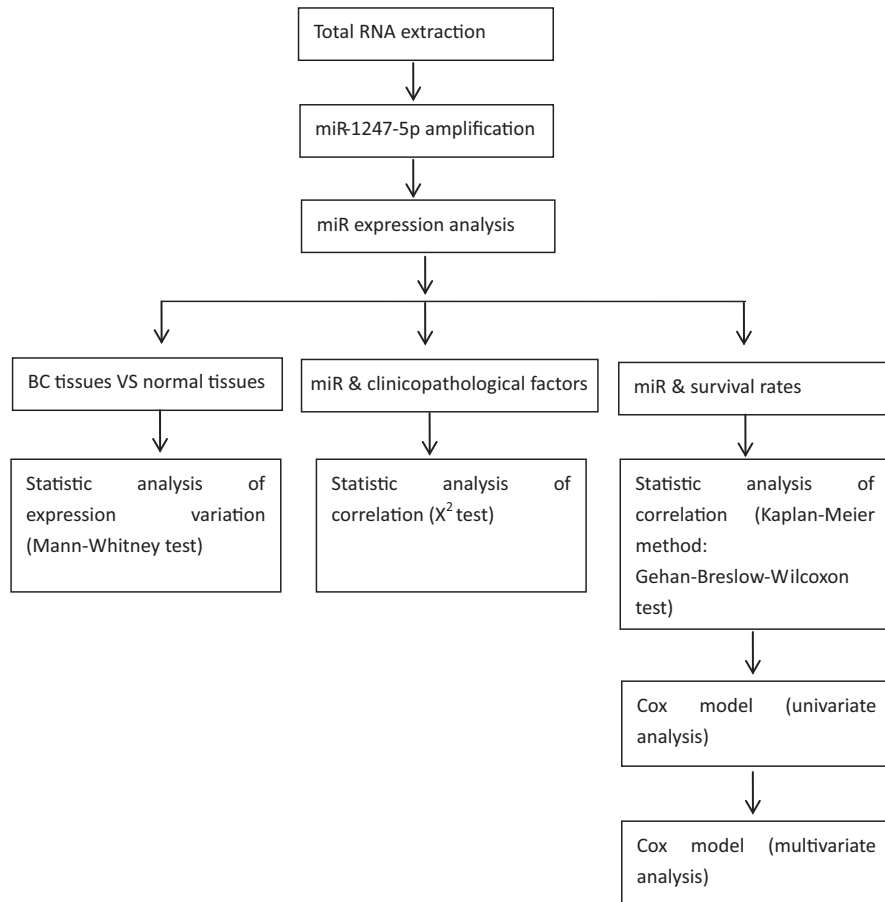 Total RNA extraction
miR-1247-5p amplification
miR expression analysis
BC tissues VS normal tissues
miR & clinicopathological factors
miR & survival rates
Statistic analysis of
expression variation
(Mann-Whitney test)
Statistic analysis of
correlation (X² test)
Statistic analysis of
correlation (Kaplan-Meier
method:
Gehan-Breslow-Wilcoxon
test)
Cox model (univariate
analysis)
Cox model (multivariate
analysis)